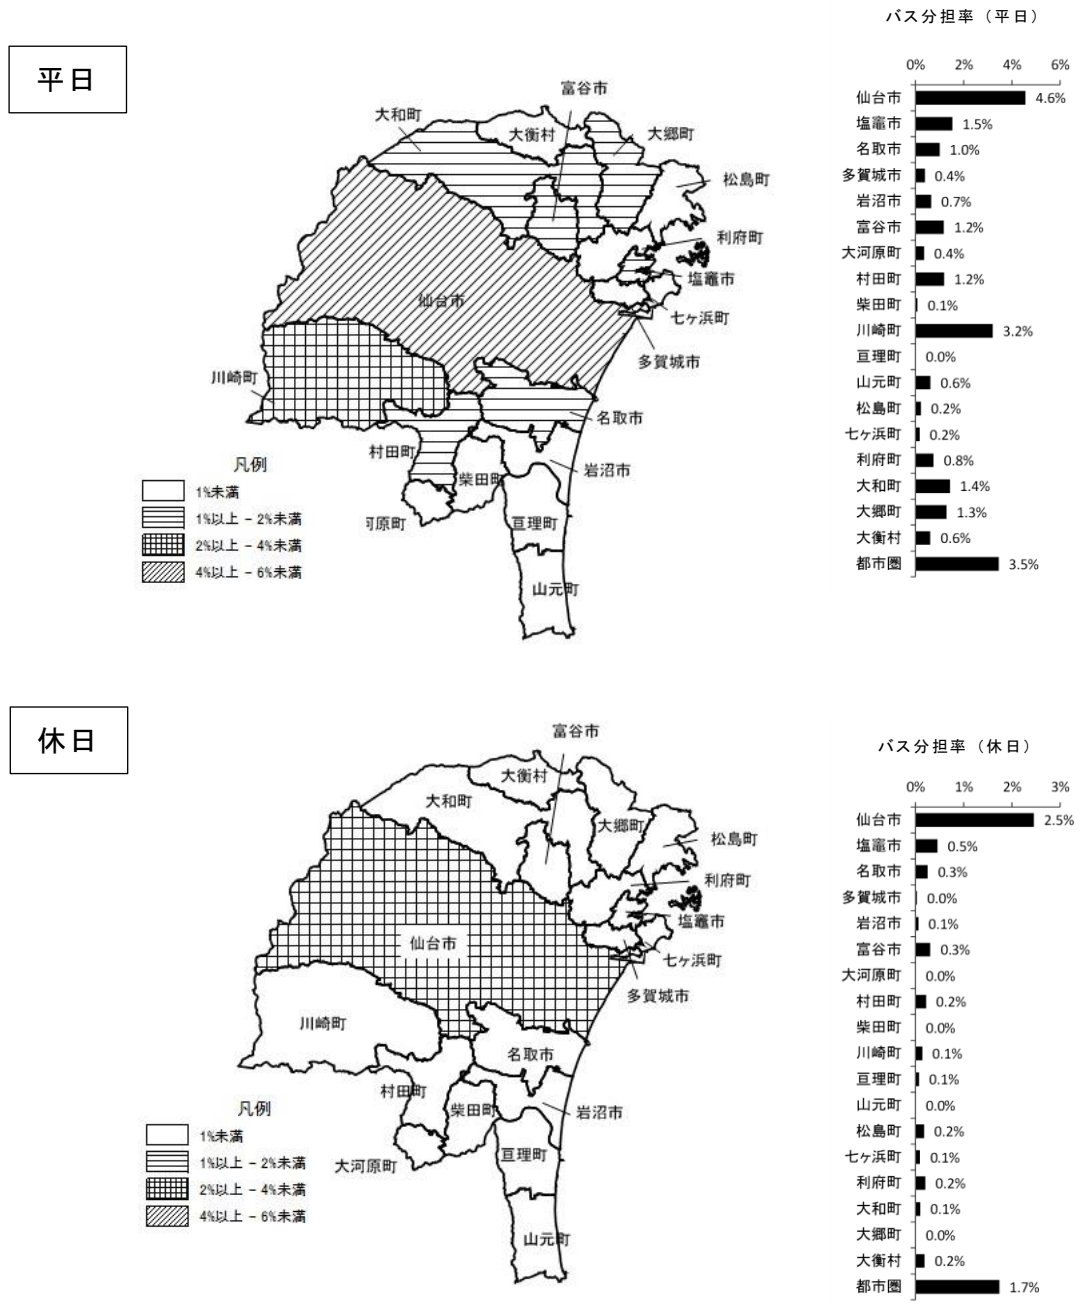 平日
富谷市
大和町
大衡村
大郷町
松島町
利府町
塩竈市
仙台市
七ヶ浜町
多賀城市
川崎町
名取市
村田町
岩沼市
柴田町
河原町
亘理町
山元町
凡例
1%未満
1%以上 - 2%未満
2%以上 - 4%未満
4%以上 - 6%未満
バス分担率（平日）
0% 2% 4% 6%
仙台市 4.6%
塩竈市 1.5%
名取市 1.0%
多賀城市 0.4%
岩沼市 0.7%
富谷市 1.2%
大河原町 0.4%
村田町 1.2%
柴田町 0.1%
川崎町 3.2%
亘理町 0.0%
山元町 0.6%
松島町 0.2%
七ヶ浜町 0.2%
利府町 0.8%
大和町 1.4%
大郷町 1.3%
大衡村 0.6%
都市圏 3.5%
休日
富谷市
大衡村
大和町
大郷町
松島町
利府町
塩竈市
仙台市
七ヶ浜町
多賀城市
川崎町
名取市
村田町
柴田町
岩沼市
大河原町
亘理町
山元町
凡例
1%未満
1%以上 - 2%未満
2%以上 - 4%未満
4%以上 - 6%未満
バス分担率（休日）
0% 1% 2% 3%
仙台市 2.5%
塩竈市 0.5%
名取市 0.3%
多賀城市 0.0%
岩沼市 0.1%
富谷市 0.3%
大河原町 0.0%
村田町 0.2%
柴田町 0.0%
川崎町 0.1%
亘理町 0.1%
山元町 0.0%
松島町 0.2%
七ヶ浜町 0.1%
利府町 0.2%
大和町 0.1%
大郷町 0.0%
大衡村 0.2%
都市圏 1.7%